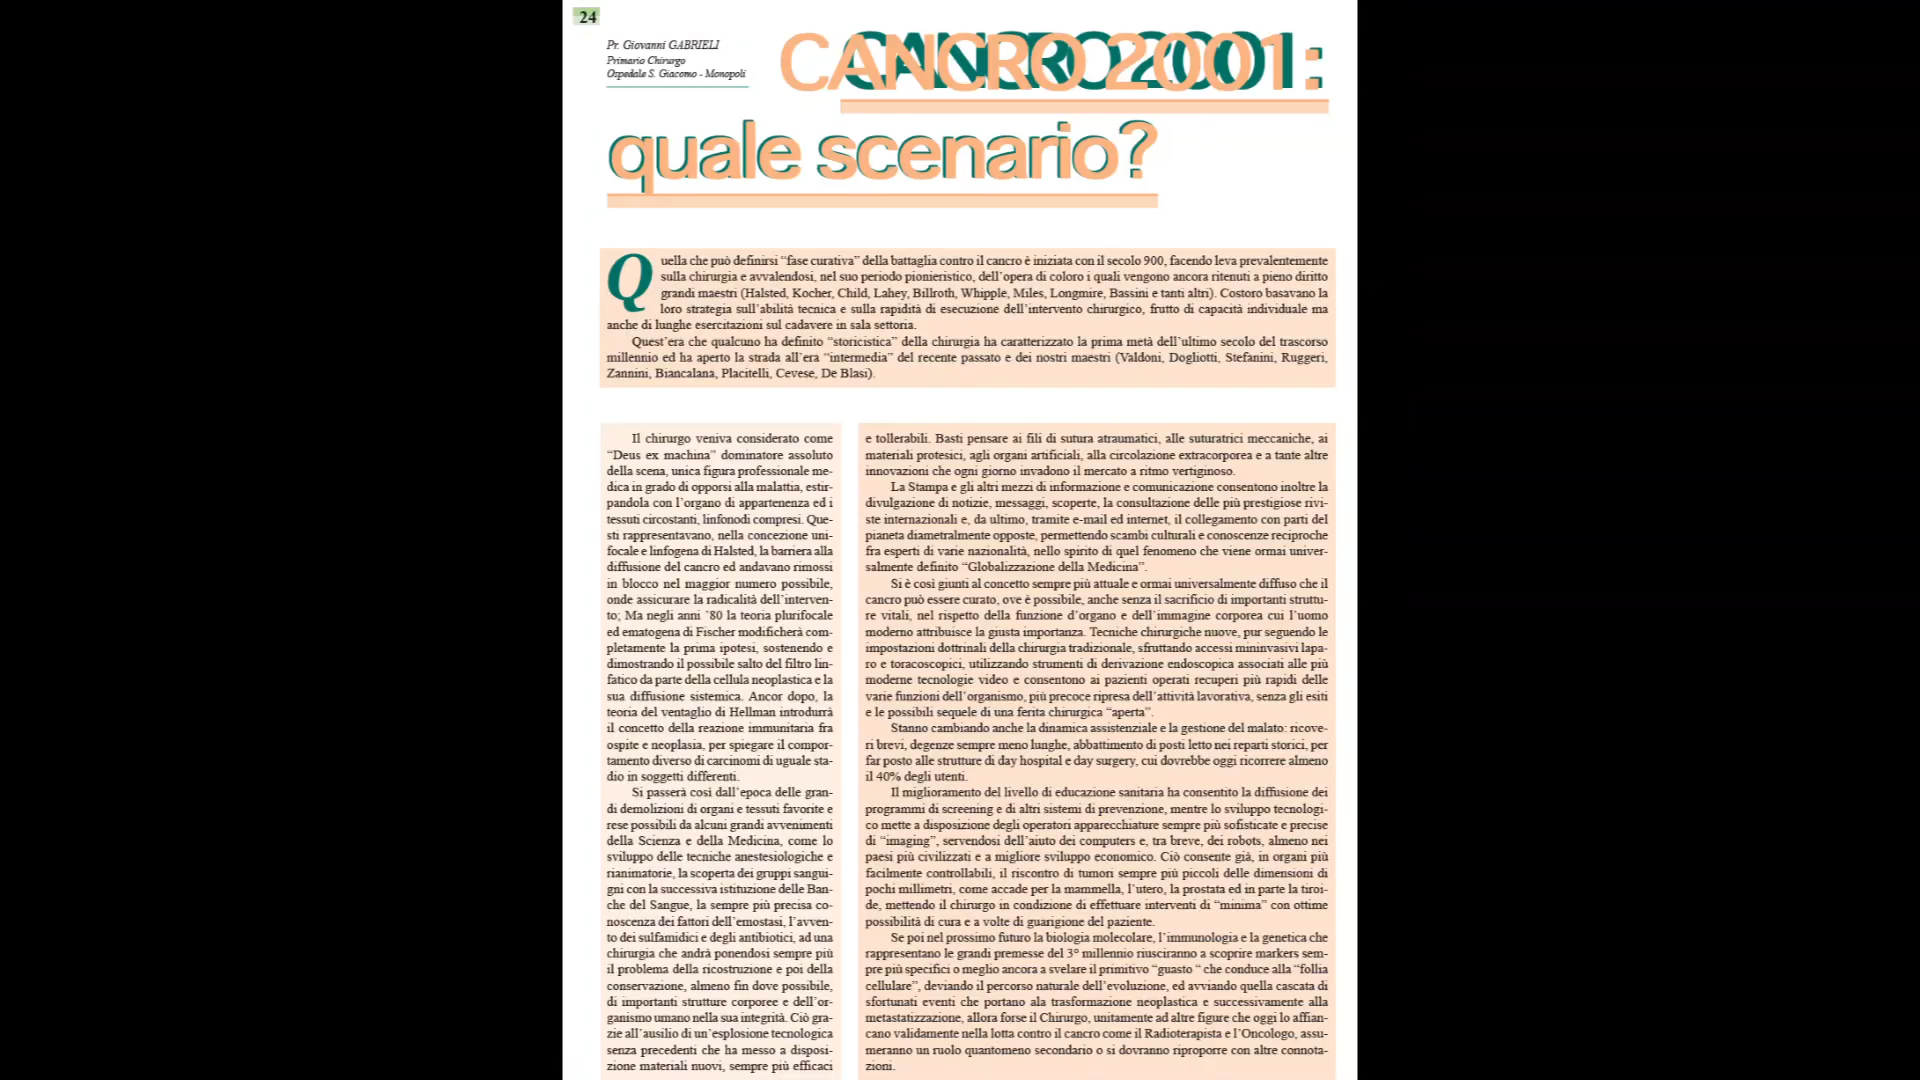 24
Pr. Giovanni GABRIELI
Primario Chirurgo
Ospedale S. Giacomo - Monopoli
CANCRO 2001:
quale scenario?
Quella che può definirsi “fase curativa” della battaglia contro il cancro è iniziata con il secolo 900, facendo leva prevalentemente
sulla chirurgia e avvalendosi, nel suo periodo pionieristico, dell’opera di coloro i quali vengono ancora ritenuti a pieno diritto
grandi maestri (Halsted, Kocher, Child, Lahey, Billroth, Whipple, Miles, Longmire, Bassini e tanti altri). Costoro basavano la
loro strategia sull’abilità tecnica e sulla rapidità di esecuzione dell’intervento chirurgico, frutto di capacità individuale ma
anche di lunghe esercitazioni sul cadavere in sala settoria.
Quest’era che qualcuno ha definito “storicistica” della chirurgia ha caratterizzato la prima metà dell’ultimo secolo del trascorso
millennio ed ha aperto la strada all’era “intermedia” del recente passato e dei nostri maestri (Valdoni, Dogliotti, Stefanini, Ruggeri,
Zannini, Biancalana, Placitelli, Cevese, De Blasi).
Il chirurgo veniva considerato come
“Deus ex machina” dominatore assoluto
della scena, unica figura professionale me-
dica in grado di opporsi alla malattia, estir-
pandola con l’organo di appartenenza ed i
tessuti circostanti, linfonodi compresi. Que-
sti rappresentavano, nella concezione uni-
focale e linfogena di Halsted, la barriera alla
diffusione del cancro ed andavano rimossi
in blocco nel maggior numero possibile,
onde assicurare la radicalità dell’interven-
to; Ma negli anni ’80 la teoria plurifocale
ed ematogena di Fischer modificherà com-
pletamente la prima ipotesi, sostenendo e
dimostrando il possibile salto del filtro lin-
fatico da parte della cellula neoplastica e la
sua diffusione sistemica. Ancor dopo, la
teoria del ventaglio di Hellman introdurrà
il concetto della reazione immunitaria fra
ospite e neoplasia, per spiegare il compor-
tamento diverso di carcinomi di uguale sta-
dio in soggetti differenti.
Si passerà così dall’epoca delle gran-
di demolizioni di organi e tessuti favorite e
rese possibili da alcuni grandi avvenimenti
della Scienza e della Medicina, come lo
sviluppo delle tecniche anestesiologiche e
rianimatorie, la scoperta dei gruppi sangui-
gni con la successiva istituzione delle Ban-
che del Sangue, la sempre più precisa co-
noscenza dei fattori dell’emostasi, l’avven-
to dei sulfamidici e degli antibiotici, ad una
chirurgia che andrà ponendosi sempre più
il problema della ricostruzione e poi della
conservazione, almeno fin dove possibile,
di importanti strutture corporee e dell’or-
ganismo umano nella sua integrità. Ciò gra-
zie all’ausilio di un’esplosione tecnologica
senza precedenti che ha messo a disposi-
zione materiali nuovi, sempre più efficaci
e tollerabili. Basti pensare ai fili di sutura atraumatici, alle suturatrici meccaniche, ai
materiali protesici, agli organi artificiali, alla circolazione extracorporea e a tante altre
innovazioni che ogni giorno invadono il mercato a ritmo vertiginoso.
La Stampa e gli altri mezzi di informazione e comunicazione consentono inoltre la
divulgazione di notizie, messaggi, scoperte, la consultazione delle più prestigiose rivi-
ste internazionali e, da ultimo, tramite e-mail ed internet, il collegamento con parti del
pianeta diametralmente opposte, permettendo scambi culturali e conoscenze reciproche
fra esperti di varie nazionalità, nello spirito di quel fenomeno che viene ormai univer-
salmente definito “Globalizzazione della Medicina”.
Si è così giunti al concetto sempre più attuale e ormai universalmente diffuso che il
cancro può essere curato, ove è possibile, anche senza il sacrificio di importanti struttu-
re vitali, nel rispetto della funzione d’organo e dell’immagine corporea cui l’uomo
moderno attribuisce la giusta importanza. Tecniche chirurgiche nuove, pur seguendo le
impostazioni dottrinali della chirurgia tradizionale, sfruttando accessi mininvasivi lapa-
ro e toracoscopici, utilizzando strumenti di derivazione endoscopica associati alle più
moderne tecnologie video e consentono ai pazienti operati recuperi più rapidi delle
varie funzioni dell’organismo, più precoce ripresa dell’attività lavorativa, senza gli esiti
e le possibili sequele di una ferita chirurgica “aperta”.
Stanno cambiando anche la dinamica assistenziale e la gestione del malato: ricove-
ri brevi, degenze sempre meno lunghe, abbattimento di posti letto nei reparti storici, per
far posto alle strutture di day hospital e day surgery, cui dovrebbe oggi ricorrere almeno
il 40% degli utenti.
Il miglioramento del livello di educazione sanitaria ha consentito la diffusione dei
programmi di screening e di altri sistemi di prevenzione, mentre lo sviluppo tecnologi-
co mette a disposizione degli operatori apparecchiature sempre più sofisticate e precise
di “imaging”, servendosi dell’aiuto dei computers e, tra breve, dei robots, almeno nei
paesi più civilizzati e a migliore sviluppo economico. Ciò consente già, in organi più
facilmente controllabili, il riscontro di tumori sempre più piccoli delle dimensioni di
pochi millimetri, come accade per la mammella, l’utero, la prostata ed in parte la tiroi-
de, mettendo il chirurgo in condizione di effettuare interventi di “minima” con ottime
possibilità di cura e a volte di guarigione del paziente.
Se poi nel prossimo futuro la biologia molecolare, l’immunologia e la genetica che
rappresentano le grandi premesse del 3° millennio riusciranno a scoprire markers sem-
pre più specifici o meglio ancora a svelare il primitivo “guasto “ che conduce alla “follia
cellulare”, deviando il percorso naturale dell’evoluzione, ed avviando quella cascata di
sfortunati eventi che portano ala trasformazione neoplastica e successivamente alla
metastatizzazione, allora forse il Chirurgo, unitamente ad altre figure che oggi lo affian-
cano validamente nella lotta contro il cancro come il Radioterapista e l’Oncologo, assu-
meranno un ruolo quantomeno secondario o si dovranno riproporre con altre connota-
zioni.